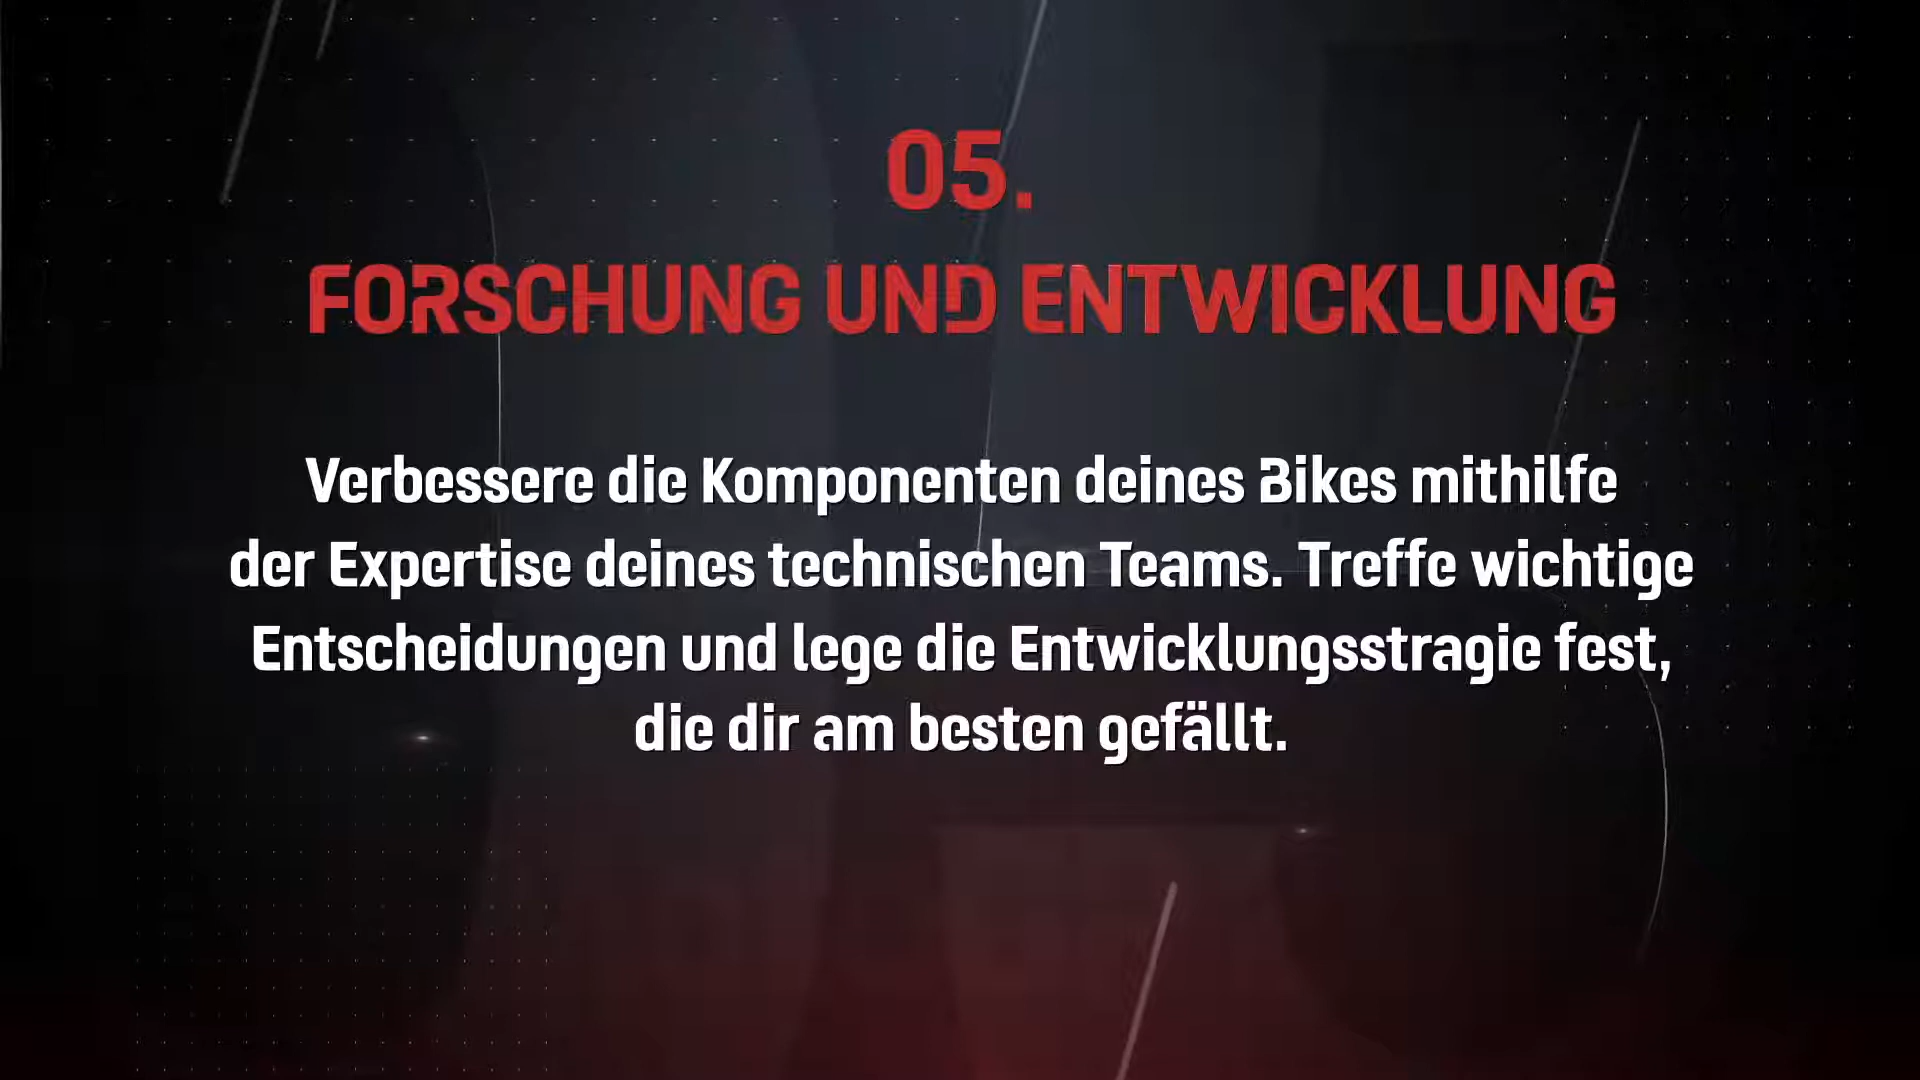 05.
FORSCHUNG UND ENTWICKLUNG
Verbessere die Komponenten deines Bikes mithilfe
der Expertise deines technischen Teams. Treffe wichtige
Entscheidungen und lege die Entwicklungsstragie fest,
die dir am besten gefällt.